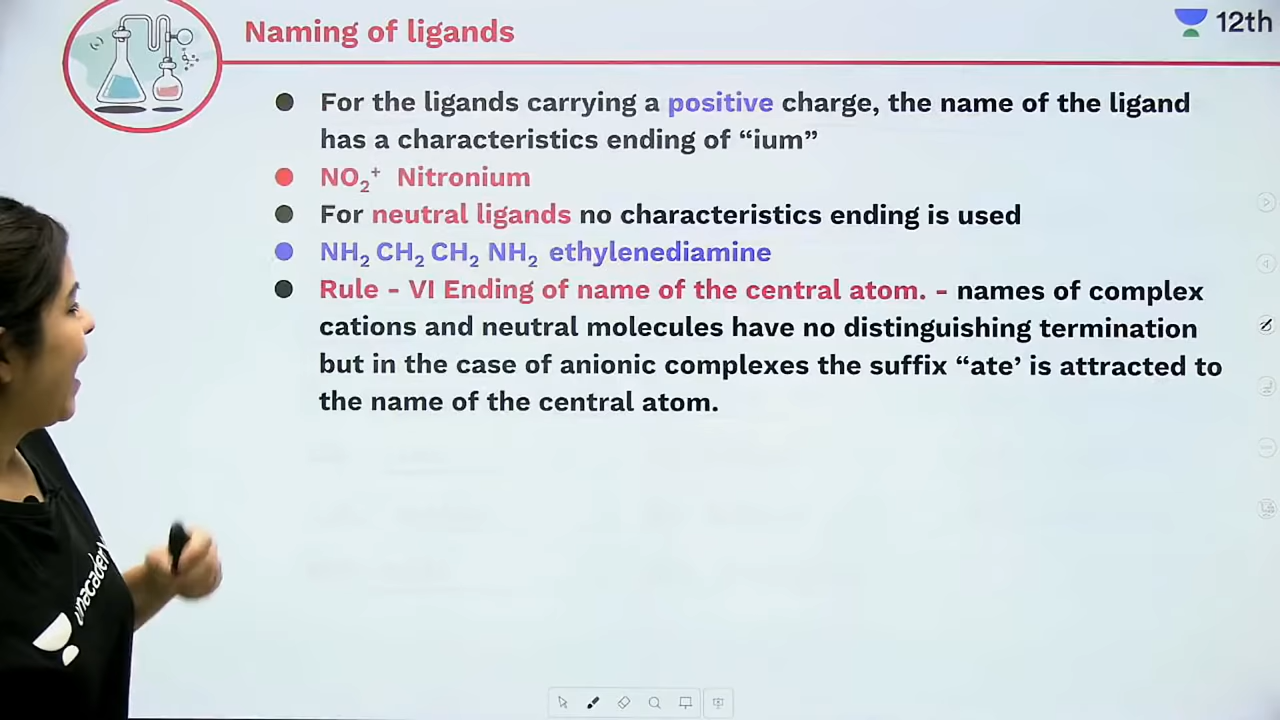 Naming of ligands
12th
For the ligands carrying a positive charge, the name of the ligand
has a characteristics ending of “ium”
NO₂⁺ Nitronium
For neutral ligands no characteristics ending is used
NH₂ CH₂ CH₂ NH₂ ethylenediamine
Rule - VI Ending of name of the central atom. - names of complex
cations and neutral molecules have no distinguishing termination
but in the case of anionic complexes the suffix “ate’ is attracted to
the name of the central atom.
unacademy